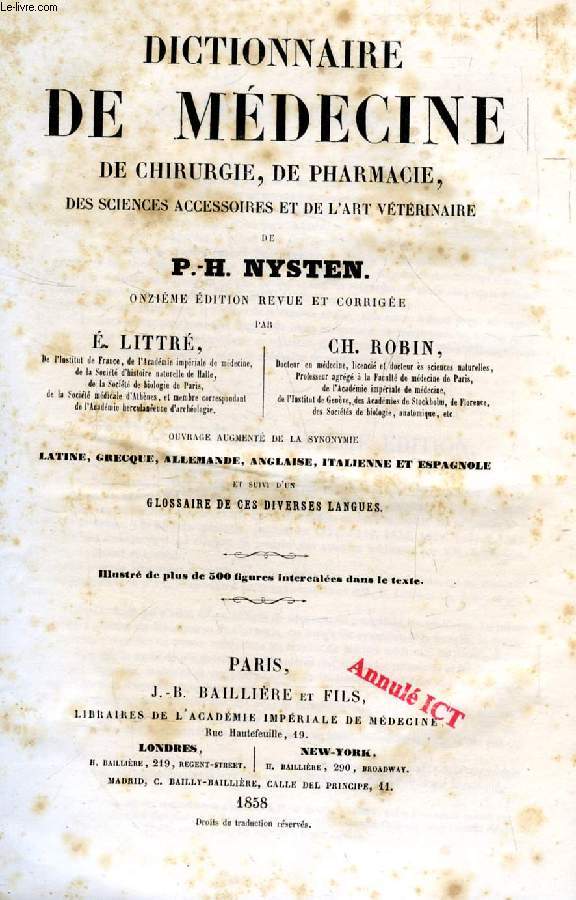 Le-livre.com
DICTIONNAIRE
DE MÉDECINE
DE CHIRURGIE, DE PHARMACIE,
DES SCIENCES ACCESSOIRES ET DE L'ART VÉTÉRINAIRE
DE
P.-H. NYSTEN.
ONZIÈME ÉDITION REVUE ET CORRIGÉE
PAR
É. LITTRÉ,
De l'Institut de France, de l'Académie impériale de médecine,
de la Société d'histoire naturelle de Halle,
de la Société de biologie de Paris,
de la Société médicale d'Athènes, et membre correspondant
de l'Académie herculanéenne d'archéologie.
CH. ROBIN,
Docteur en médecine, licencié et docteur ès sciences naturelles,
Professeur agrégé à la Faculté de médecine de Paris,
de l'Académie impériale de médecine,
de l'Institut de Genève, des Académies de Stockholm, de Florence,
des Sociétés de biologie, anatomique, etc
OUVRAGE AUGMENTÉ DE LA SYNONYMIE
LATINE, GRECQUE, ALLEMANDE, ANGLAISE, ITALIENNE ET ESPAGNOLE
ET SUIVI D'UN
GLOSSAIRE DE CES DIVERSES LANGUES.
Illustré de plus de 500 figures intercalées dans le texte.
PARIS,
J.-B. BAILLIÈRE ET FILS,
LIBRAIRES DE L'ACADÉMIE IMPÉRIALE DE MÉDECINE
Rue Hautefeuille, 19.
Annulé ICT
LONDRES,
H. BAILLIÈRE, 219, REGENT-STREET.
NEW-YORK,
H. BAILLIÈRE, 290, BROADWAY.
MADRID, C. BAILLY-BAILLIÈRE, CALLE DEL PRINCIPE, 11.
1858
Droits de traduction réservés.